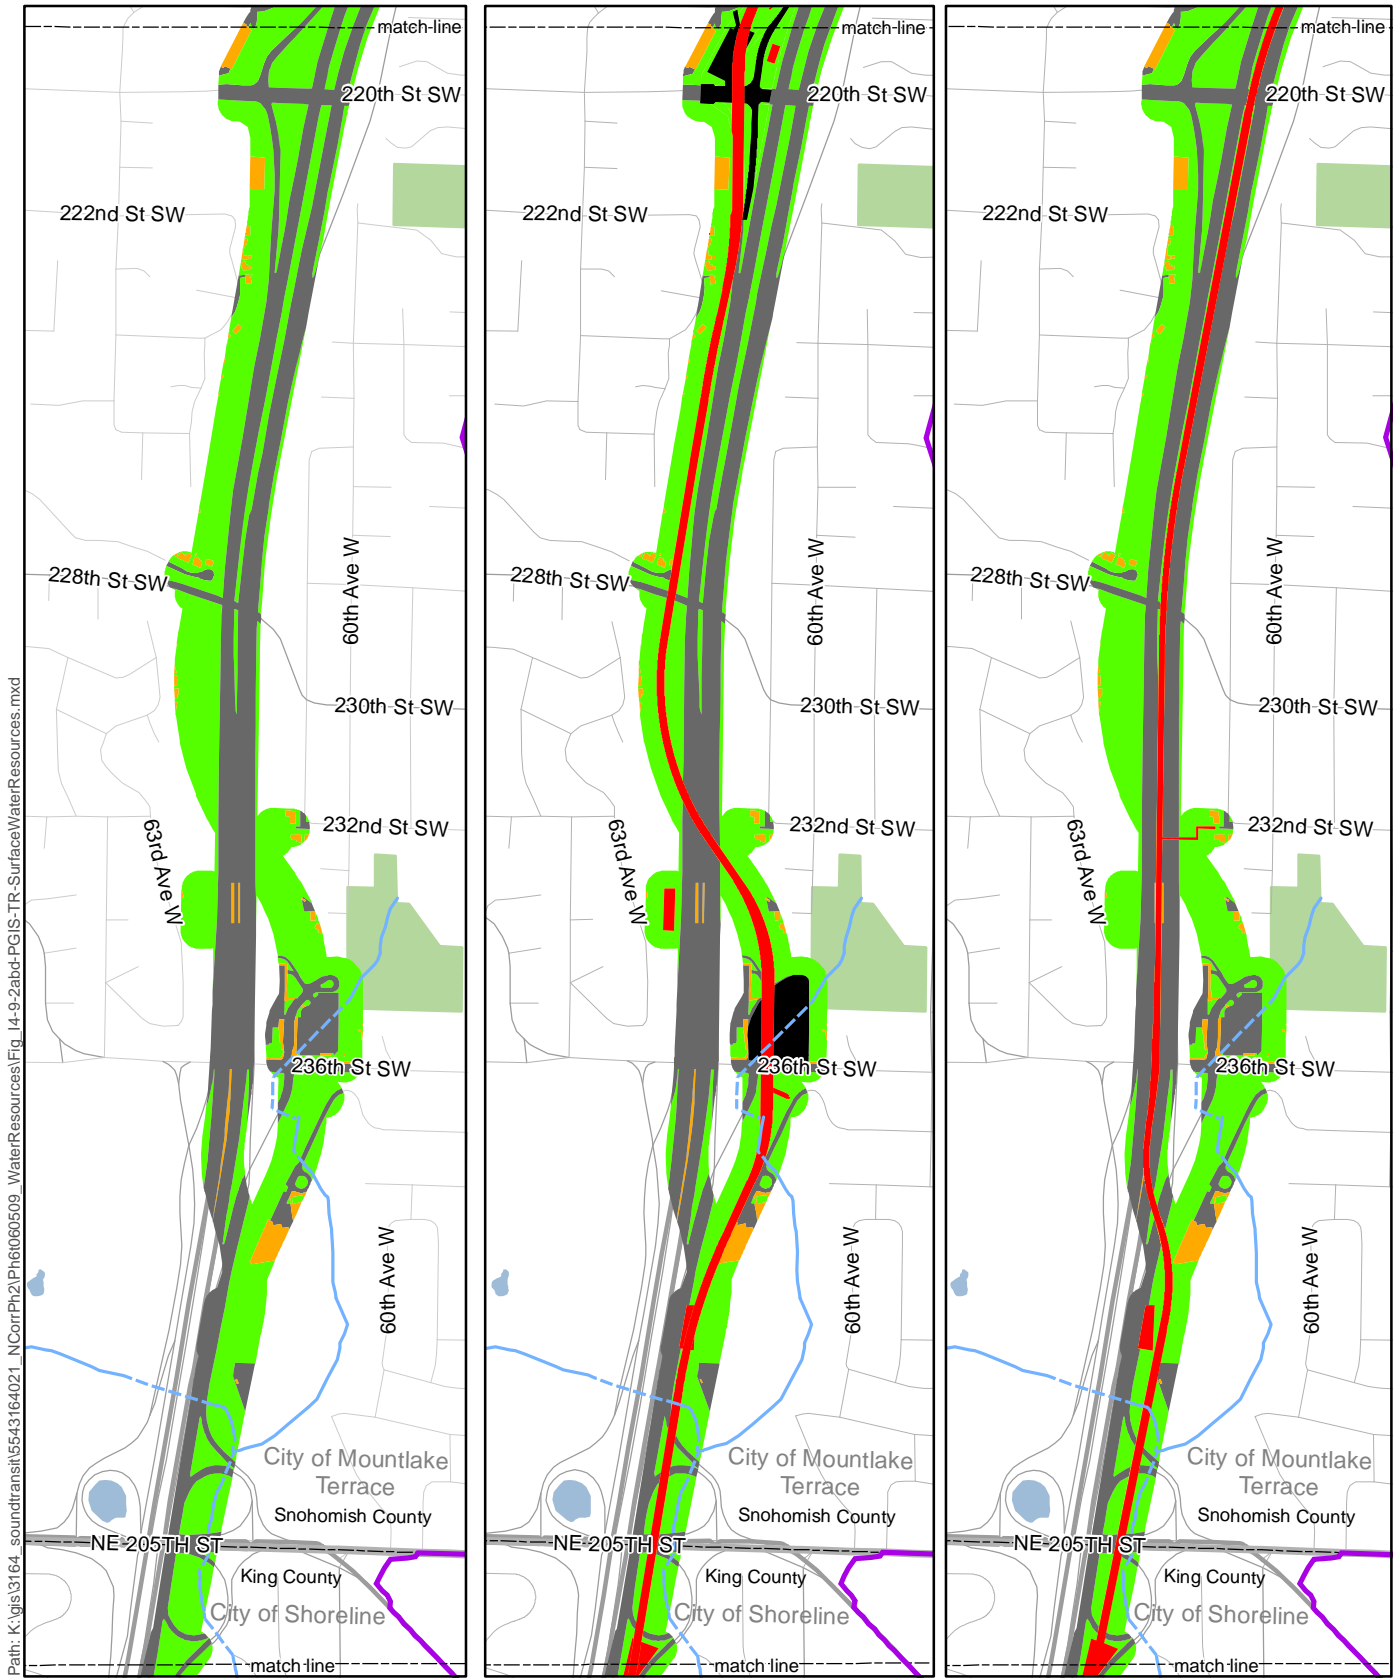 match-line
220th St SW
222nd St SW
228th St SW
60th Ave W
230th St SW
232nd St SW
63rd Ave W
236th St SW
60th Ave W
City of Mountlake
Terrace
Snohomish County
NE 205TH ST
King County
City of Shoreline
match line
match-line
220th St SW
222nd St SW
228th St SW
60th Ave W
230th St SW
232nd St SW
63rd Ave W
236th St SW
60th Ave W
City of Mountlake
Terrace
Snohomish County
NE 205TH ST
King County
City of Shoreline
match line
match-line
220th St SW
222nd St SW
228th St SW
60th Ave W
230th St SW
232nd St SW
63rd Ave W
236th St SW
60th Ave W
City of Mountlake
Terrace
Snohomish County
NE 205TH ST
King County
City of Shoreline
match line
Path: K:\gis\3164_soundtransit\5543164021_NCorrPh2\Ph6t060509_WaterResources\Fig_I4-9-2abd-PGIS-TR-SurfaceWaterResources.mxd